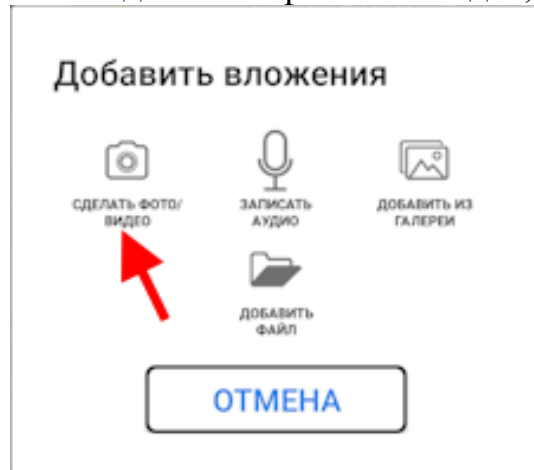 Добавить вложения
СДЕЛАТЬ ФОТО/
ВИДЕО
ЗАПИСАТЬ
АУДИО
ДОБАВИТЬ ИЗ
ГАЛЕРЕИ
ДОБАВИТЬ
ФАЙЛ
ОТМЕНА